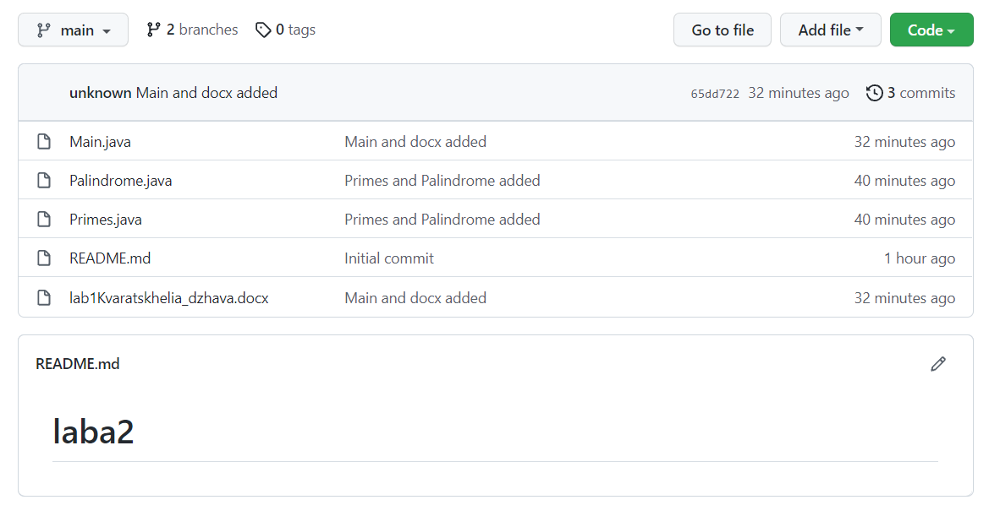 main 2 branches 0 tags Go to file Add file Code
unknown Main and docx added 65dd722 32 minutes ago 3 commits
Main.java Main and docx added 32 minutes ago
Palindrome.java Primes and Palindrome added 40 minutes ago
Primes.java Primes and Palindrome added 40 minutes ago
README.md Initial commit 1 hour ago
lab1Kvaratskhelia_dzhava.docx Main and docx added 32 minutes ago
README.md
laba2